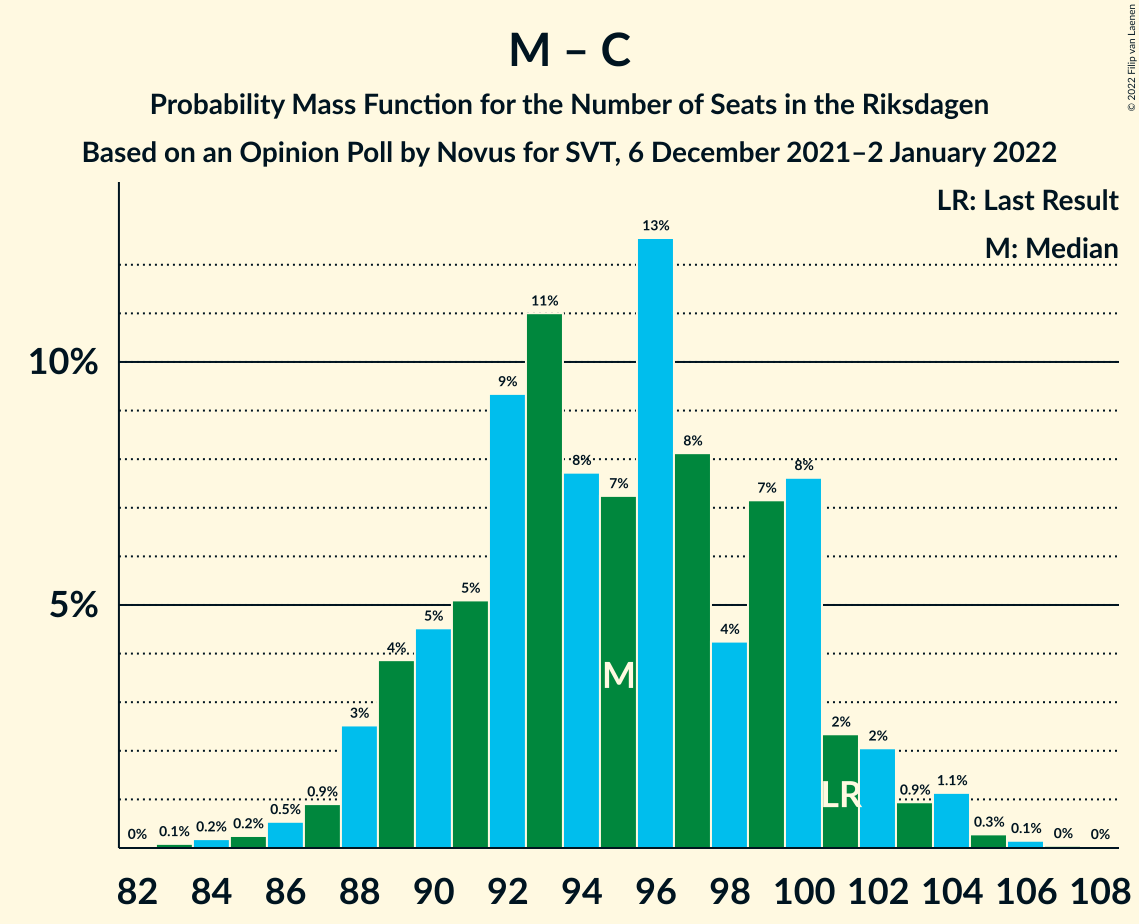 M – C
Probability Mass Function for the Number of Seats in the Riksdagen
Based on an Opinion Poll by Novus for SVT, 6 December 2021–2 January 2022
© 2022 Filip van Laenen
LR: Last Result
M: Median
10%
5%
0% 0.1% 0.2% 0.2% 0.5% 0.9% 3% 4% 5% 5% 9% 11% 8% 7% 13% 8% 4% 7% 8% 2% 2% 0.9% 1.1% 0.3% 0.1% 0% 0%
M
LR
82 84 86 88 90 92 94 96 98 100 102 104 106 108